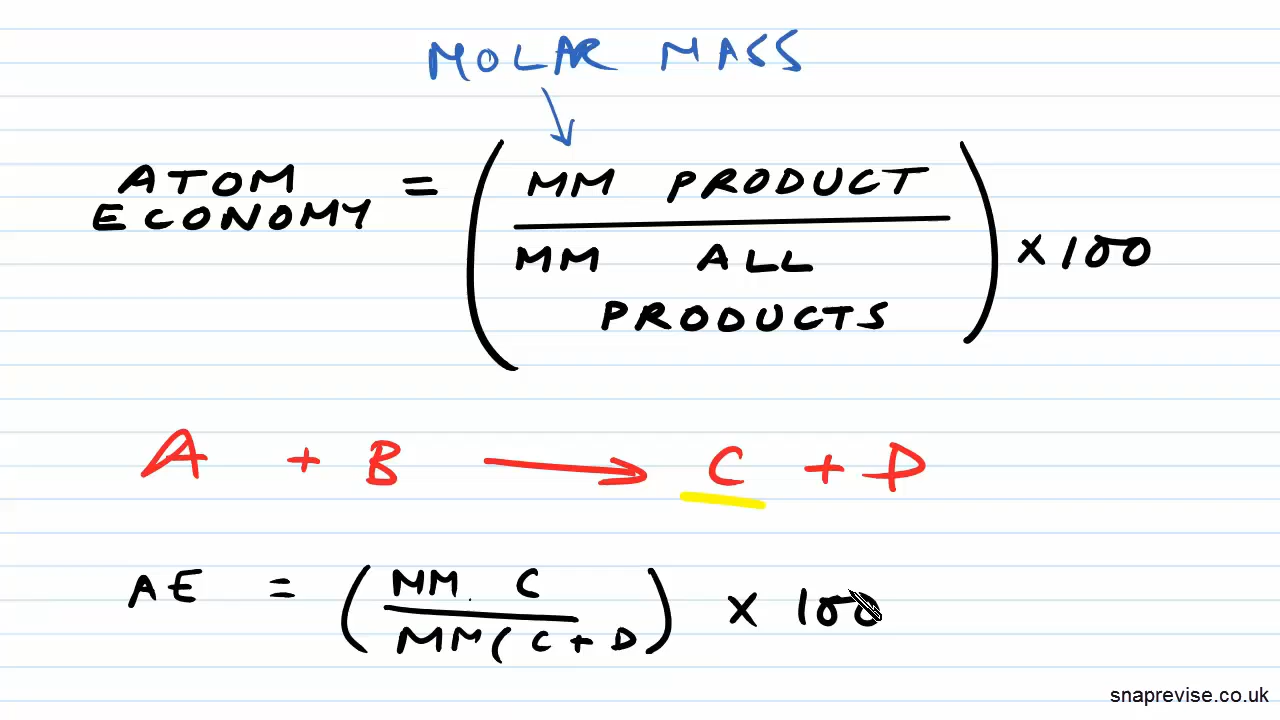 MOLAR MASS
ATOM ECONOMY = ( MM PRODUCT
MM ALL PRODUCTS ) × 100
A + B → C + D
AE = ( MM. C
MM( C + D ) × 100
snaprevise.co.uk